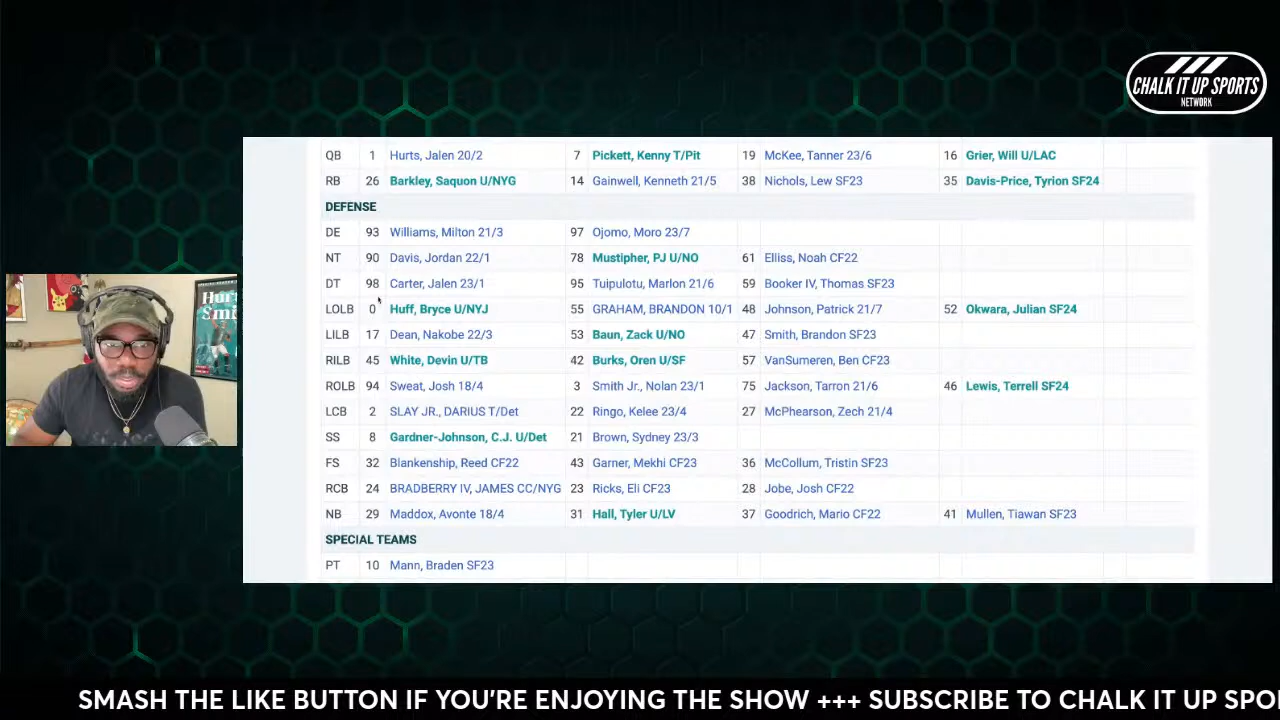 CHALK IT UP SPORTS
NETWORK
QB 1 Hurts, Jalen 20/2 7 Pickett, Kenny T/Pit 19 McKee, Tanner 23/6 16 Grier, Will U/LAC
RB 26 Barkley, Saquon U/NYG 14 Gainwell, Kenneth 21/5 38 Nichols, Lew SF23 35 Davis-Price, Tyrion SF24
DEFENSE
DE 93 Williams, Milton 21/3 97 Ojomo, Moro 23/7
NT 90 Davis, Jordan 22/1 78 Mustipher, PJ U/NO 61 Elliss, Noah CF22
DT 98 Carter, Jalen 23/1 95 Tuipulotu, Marlon 21/6 59 Booker IV, Thomas SF23
LOLB 0 Huff, Bryce U/NYJ 55 GRAHAM, BRANDON 10/1 48 Johnson, Patrick 21/7 52 Okwara, Julian SF24
LILB 17 Dean, Nakobe 22/3 53 Baun, Zack U/NO 47 Smith, Brandon SF23
RILB 45 White, Devin U/TB 42 Burks, Oren U/SF 57 VanSumeren, Ben CF23
ROLB 94 Sweat, Josh 18/4 3 Smith Jr., Nolan 23/1 75 Jackson, Tarron 21/6 46 Lewis, Terrell SF24
LCB 2 SLAY JR., DARIUS T/Det 22 Ringo, Kelee 23/4 27 McPhearson, Zech 21/4
SS 8 Gardner-Johnson, C.J. U/Det 21 Brown, Sydney 23/3
FS 32 Blankenship, Reed CF22 43 Garner, Mekhi CF23 36 McCollum, Tristin SF23
RCB 24 BRADBERRY IV, JAMES CC/NYG 23 Ricks, Eli CF23 28 Jobe, Josh CF22
NB 29 Maddox, Avonte 18/4 31 Hall, Tyler U/LV 37 Goodrich, Mario CF22 41 Mullen, Tiawan SF23
SPECIAL TEAMS
PT 10 Mann, Braden SF23
SMASH THE LIKE BUTTON IF YOU'RE ENJOYING THE SHOW +++ SUBSCRIBE TO CHALK IT UP SPO